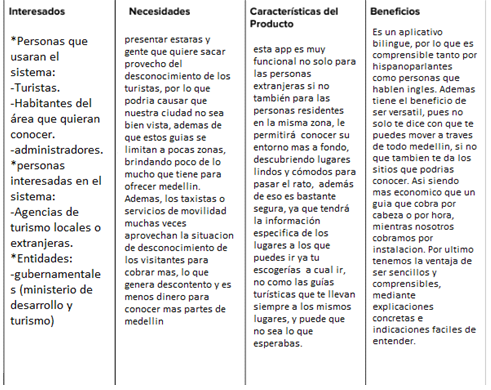 Interesados
*Personas que
usaran el
sistema:
-Turistas.
-Habitantes del
área que quieran
conocer.
-administradores.
*personas
interesadas en el
sistema:
-Agencias de
turismo locales o
extranjeras.
*Entidades:
-gubernamentale
s (ministerio de
desarrollo y
turismo)
Necesidades
presentar estafas y
gente que quiere sacar
provecho del
desconocimiento de los
turistas, por lo que
podria causar que
nuestra ciudad no sea
bien vista, ademas de
que estos guias se
limitan a pocas zonas,
brindando poco de lo
mucho que tiene para
ofrecer medellin.
Ademas, los taxistas o
servicios de movilidad
muchas veces
aprovechan la situacion
de desconocimiento de
los visitantes para
cobrar mas, lo que
genera descontento y es
menos dinero para
conocer mas partes de
medellin
Características del
Producto
esta app es muy
funcional no solo para
las personas
extranjeras si no
también para las
personas residentes
en la misma zona, le
permitirá conocer su
entorno mas a fondo,
descubriendo lugares
lindos y cómodos para
pasar el rato, además
de eso es bastante
segura, ya que tendrá
la información
especifica de los
lugares a los que
puedes ir ya tu
escogerías a cual ir,
no como las guías
turísticas que te llevan
siempre a los mismos
lugares, y puede que
no sea lo que
esperabas.
Beneficios
Es un aplicativo
bilingue, por lo que es
comprensible tanto por
hispanoparlantes
como personas que
hablen ingles. Ademas
tiene el beneficio de
ser versatil, pues no
solo te dice con que te
puedes mover a traves
de todo medellin, si no
que tambien te da los
sitios que podrias
conocer. Asi siendo
mas economico que un
guia que cobra por
cabeza o por hora,
mientras nosotros
cobramos por
instalacion. Por ultimo
tenemos la ventaja de
ser sencillos y
comprensibles,
mediante
explicaciones
concretas e
indicaciones faciles de
entender.